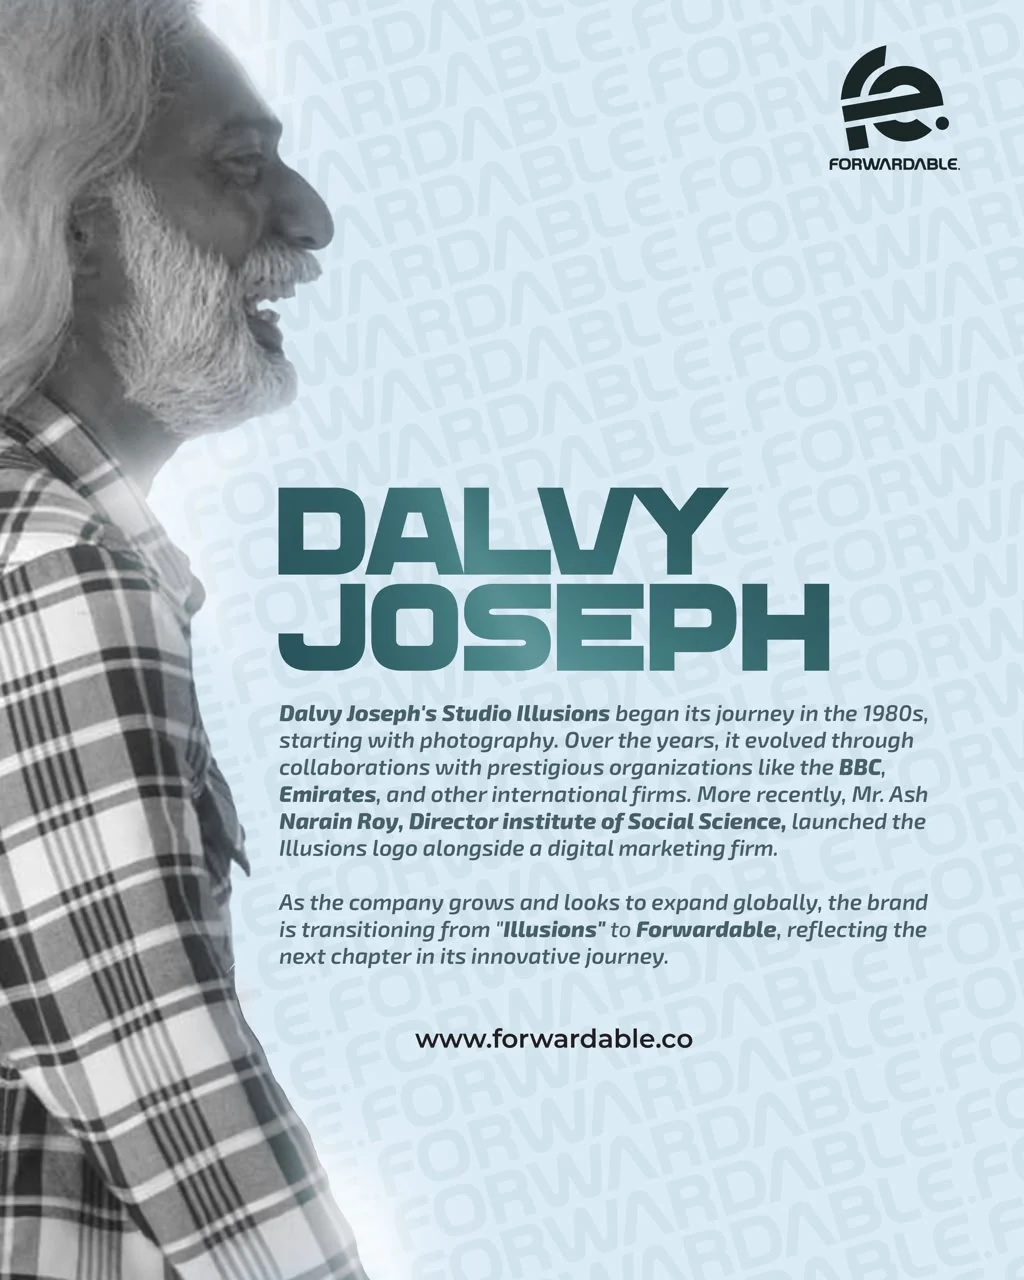 fe.
FORWARDABLE.
DALVY
JOSEPH
Dalvy Joseph's Studio Illusions began its journey in the 1980s,
starting with photography. Over the years, it evolved through
collaborations with prestigious organizations like the BBC,
Emirates, and other international firms. More recently, Mr. Ash
Narain Roy, Director institute of Social Science, launched the
Illusions logo alongside a digital marketing firm.
As the company grows and looks to expand globally, the brand
is transitioning from "Illusions" to Forwardable, reflecting the
next chapter in its innovative journey.
www.forwardable.co